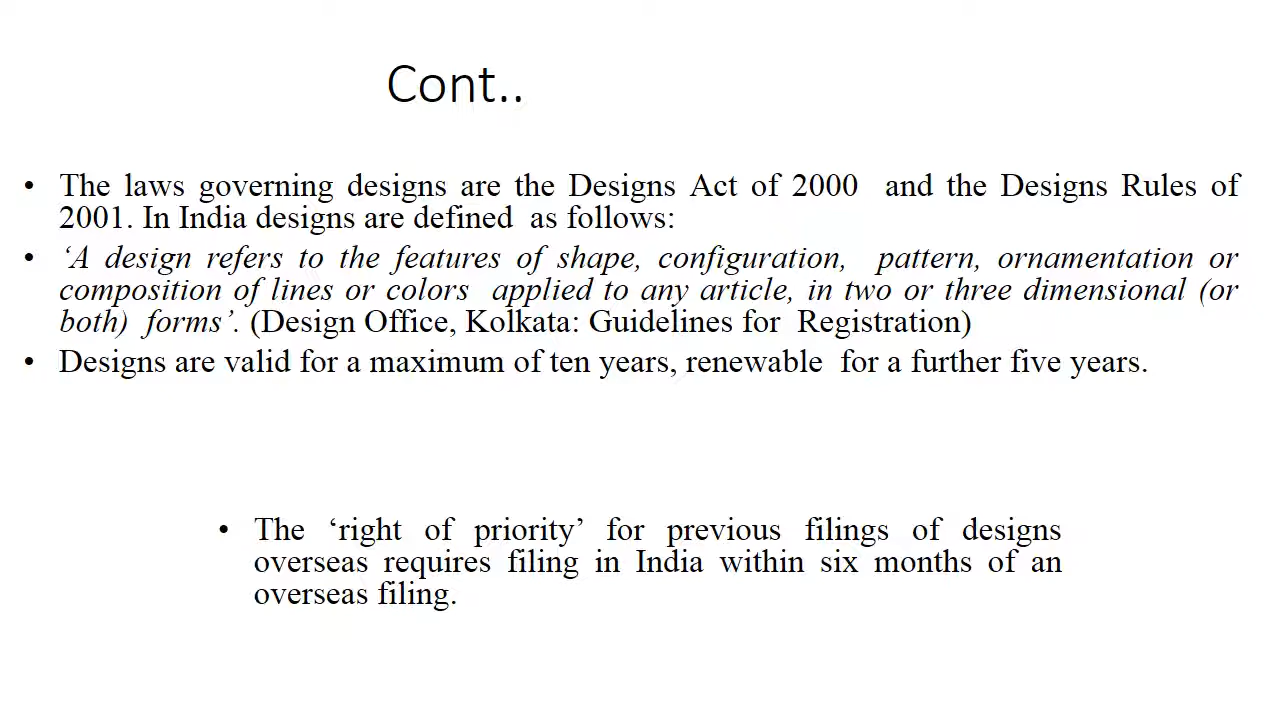 Cont..
• The laws governing designs are the Designs Act of 2000 and the Designs Rules of
2001. In India designs are defined as follows:
• ‘A design refers to the features of shape, configuration, pattern, ornamentation or
composition of lines or colors applied to any article, in two or three dimensional (or
both) forms’. (Design Office, Kolkata: Guidelines for Registration)
• Designs are valid for a maximum of ten years, renewable for a further five years.
• The ‘right of priority’ for previous filings of designs
overseas requires filing in India within six months of an
overseas filing.